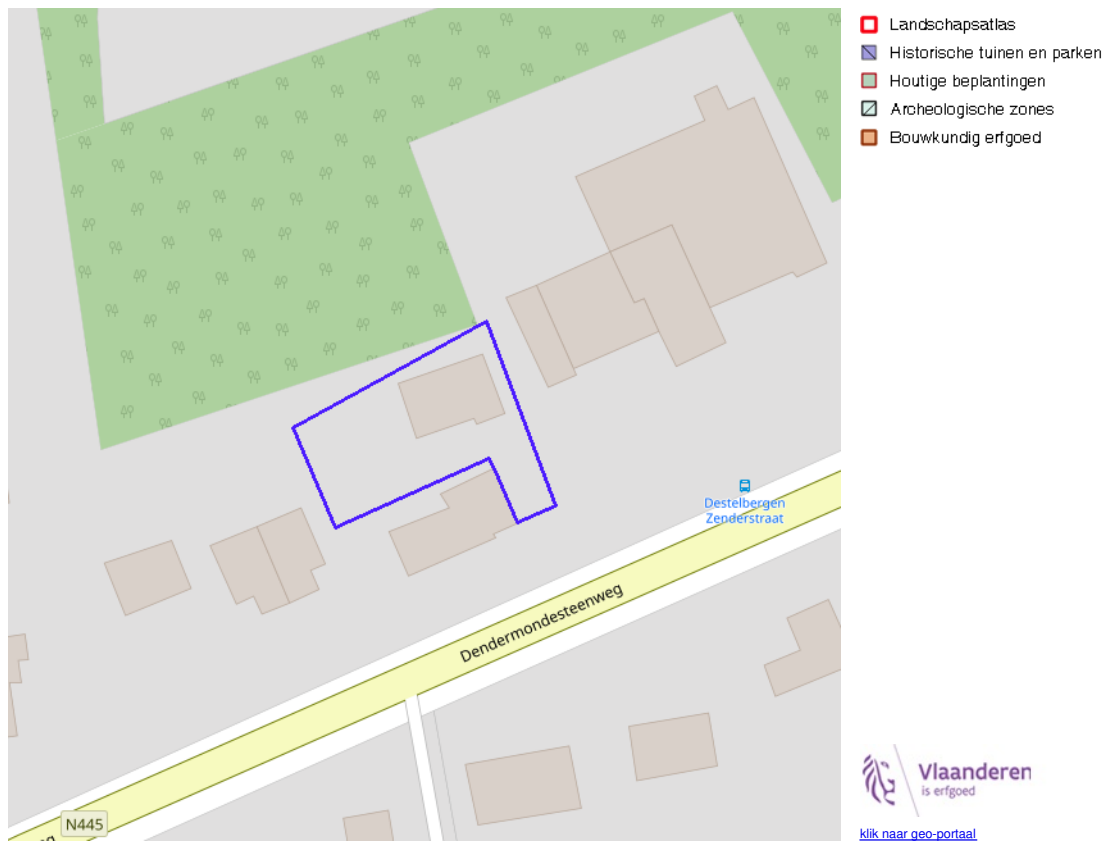 Landschapsatlas
Historische tuinen en parken
Houtige beplantingen
Archeologische zones
Bouwkundig erfgoed
Destelbergen
Zenderstraat
Dendermondesteenweg
N445
Vlaanderen
is erfgoed
klik naar geo-portaal